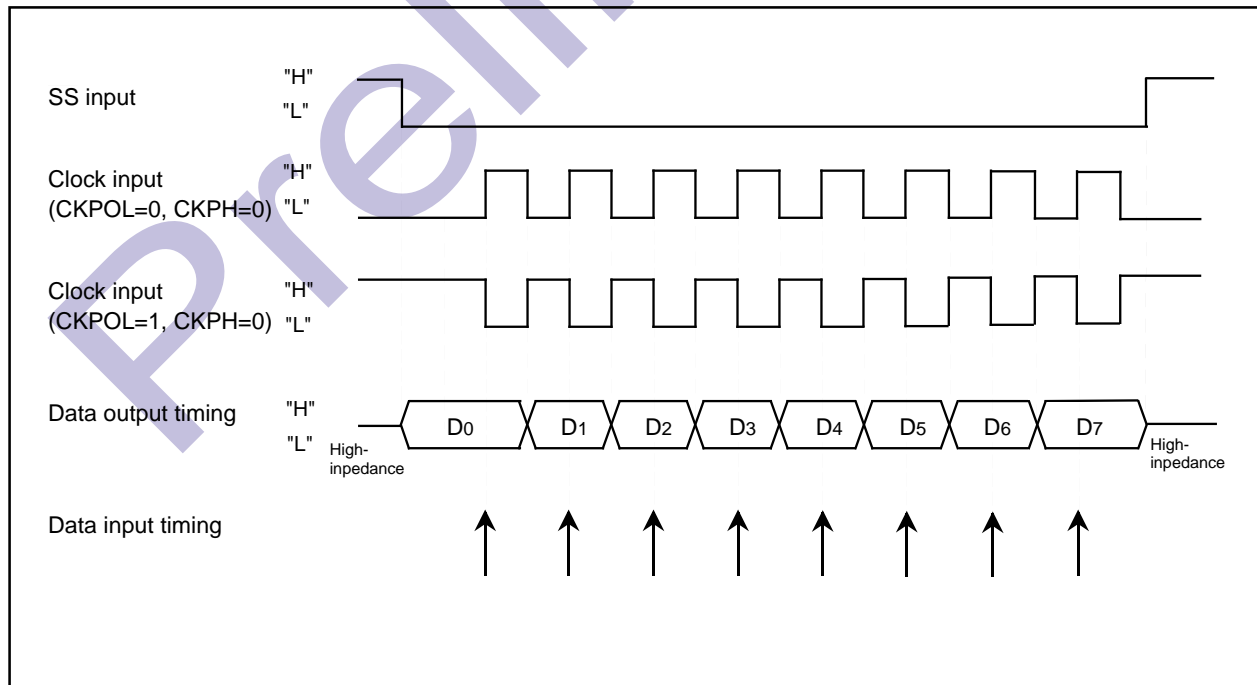 Preli
SS input
"H"
"L"
Clock input
(CKPOL=0, CKPH=0)
"H"
"L"
Clock input
(CKPOL=1, CKPH=0)
"H"
"L"
Data output timing
"H"
"L"
High-
inpedance
D0
D1
D2
D3
D4
D5
D6
D7
High-
inpedance
Data input timing